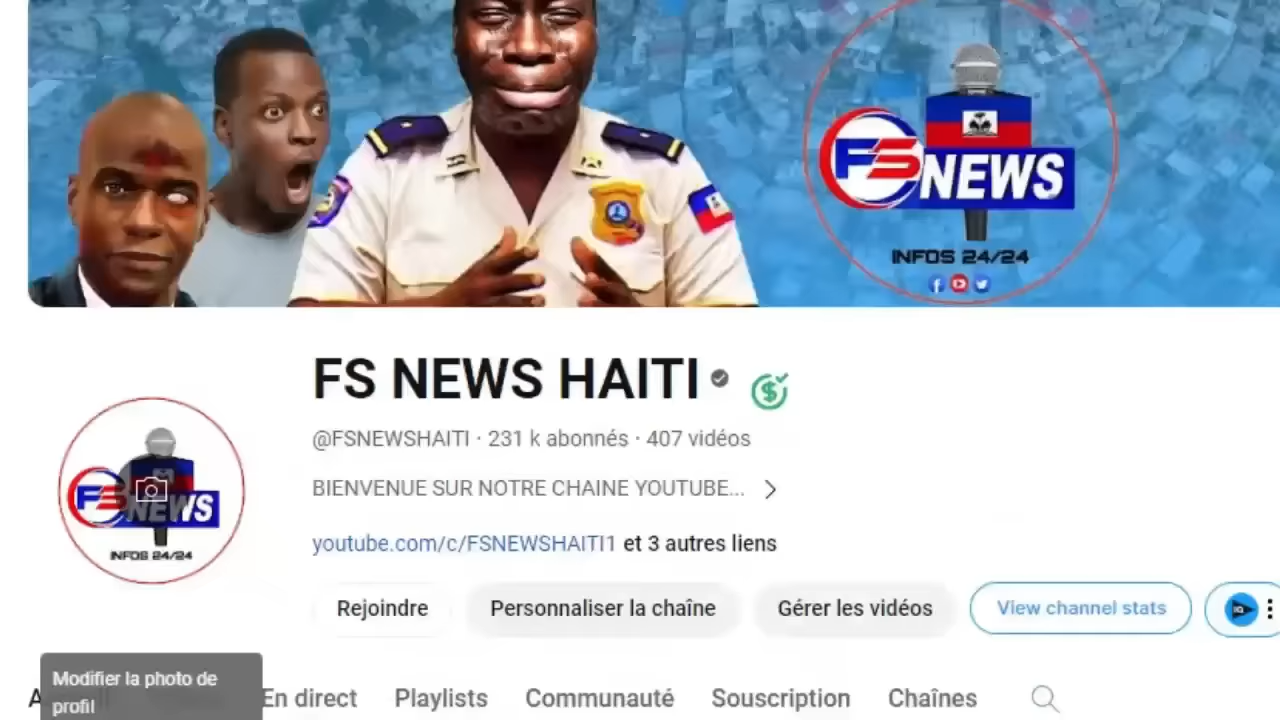 FS NEWS
INFOS 24/24
FS NEWS HAITI
@FSNEWSHAITI · 231 k abonnés · 407 vidéos
BIENVENUE SUR NOTRE CHAINE YOUTUBE...
youtube.com/c/FSNEWSHAITI1 et 3 autres liens
FS NEWS
INFOS 24/24
Rejoindre Personnaliser la chaîne Gérer les vidéos View channel stats IQ
Modifier la photo de
profil
En direct Playlists Communauté Souscription Chaînes